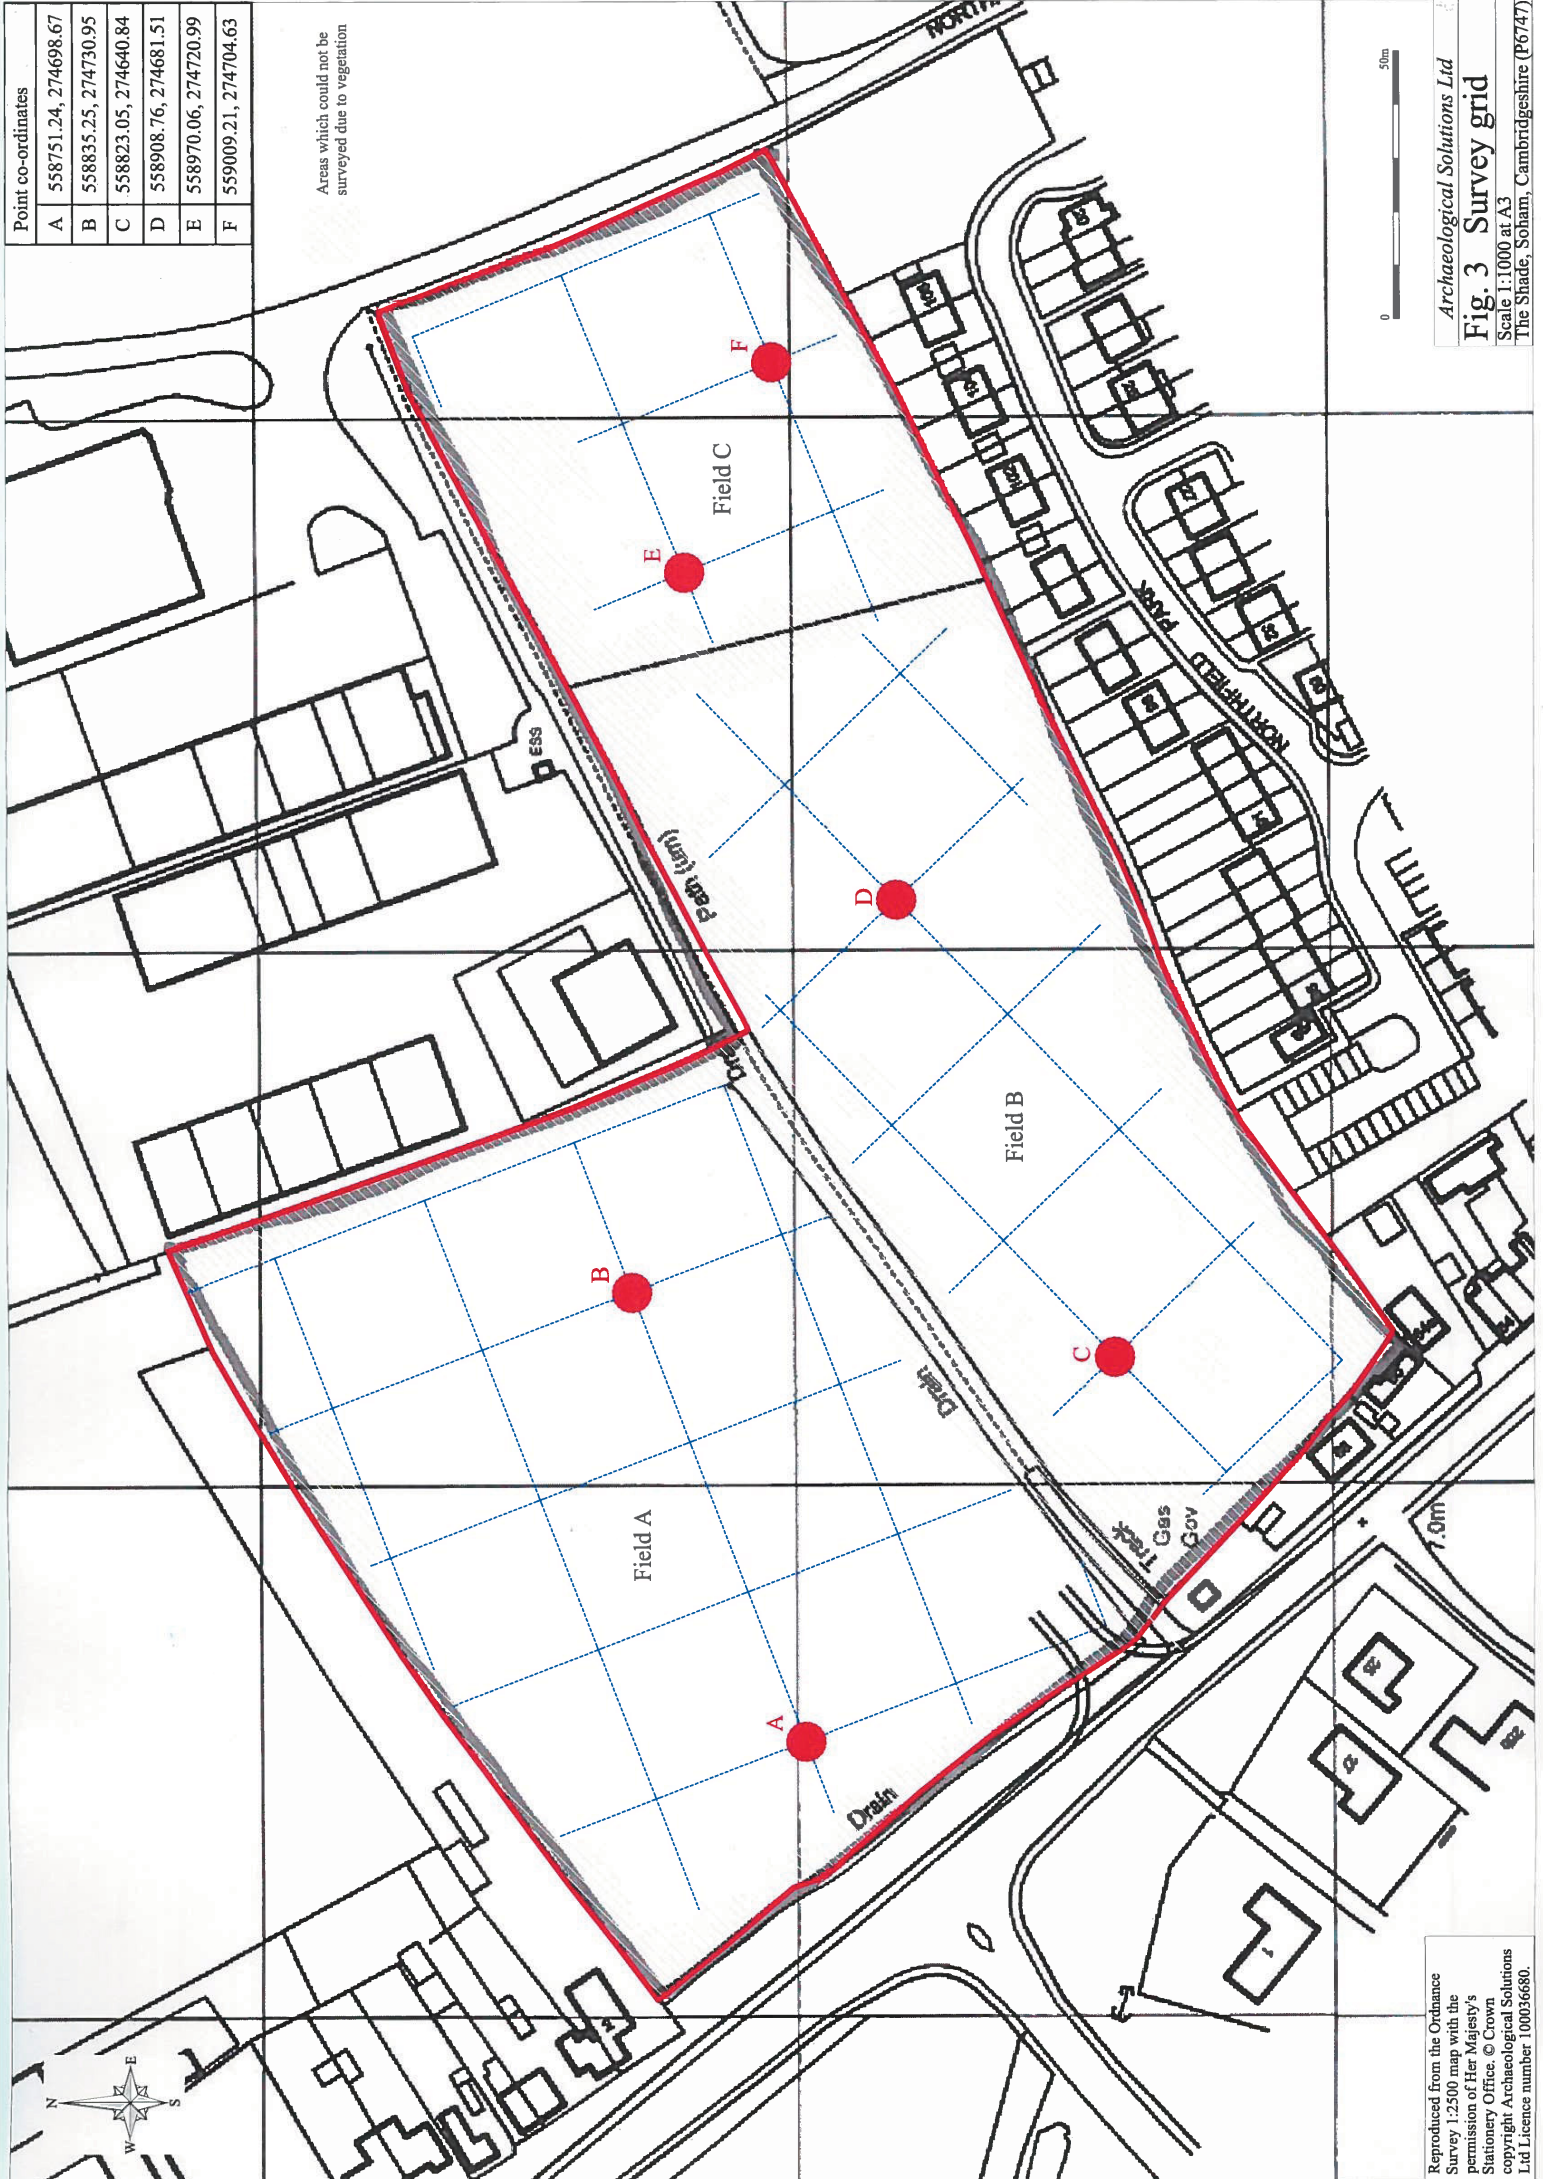 Point co-ordinates
A 558751.24, 274698.67
B 558835.25, 274730.95
C 558823.05, 274640.84
D 558908.76, 274681.51
E 558970.06, 274720.99
F 559009.21, 274704.63
Areas which could not be
surveyed due to vegetation
N
E
S
W
ESS
Path (um)
Field A
Field B
Field C
A
B
C
D
E
F
Drain
Drain
Track
Gas
Gov
7.0m
NORTHFIELD
PARK
1
0
50m
Archaeological Solutions Ltd
Fig. 3 Survey grid
Scale 1:1000 at A3
The Shade, Soham, Cambridgeshire (P6747)
Reproduced from the Ordnance
Survey 1:2500 map with the
permission of Her Majesty's
Stationery Office. © Crown
copyright Archaeological Solutions
Ltd Licence number 100036680.